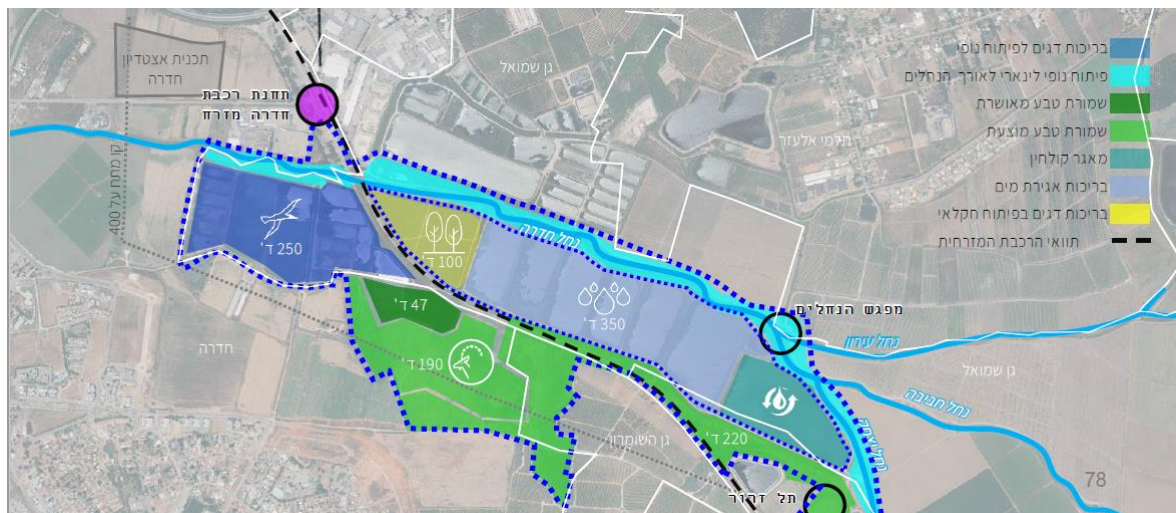 תכנית אצטדיון
חדרה
תחנת רכבת
חדרה מזרח
קו מתח על 400
גן שמואל
תלמי אלעזר
בריכות דגים לפיתוח נופי
פיתוח נופי לינארי לאורך הנחלים
שמורת טבע מאושרת
שמורת טבע מוצעת
מאגר קולחין
בריכות אגירת מים
בריכות דגים בפיתוח חקלאי
תוואי הרכבת המזרחית
250 ד'
100 ד'
350 ד'
47 ד'
190 ד'
220 ד'
נחל חדרה
מפגש הנחלים
נחל עירון
גן שמואל
נחל חביבה
חדרה
גן השומרון
תל זרור
78